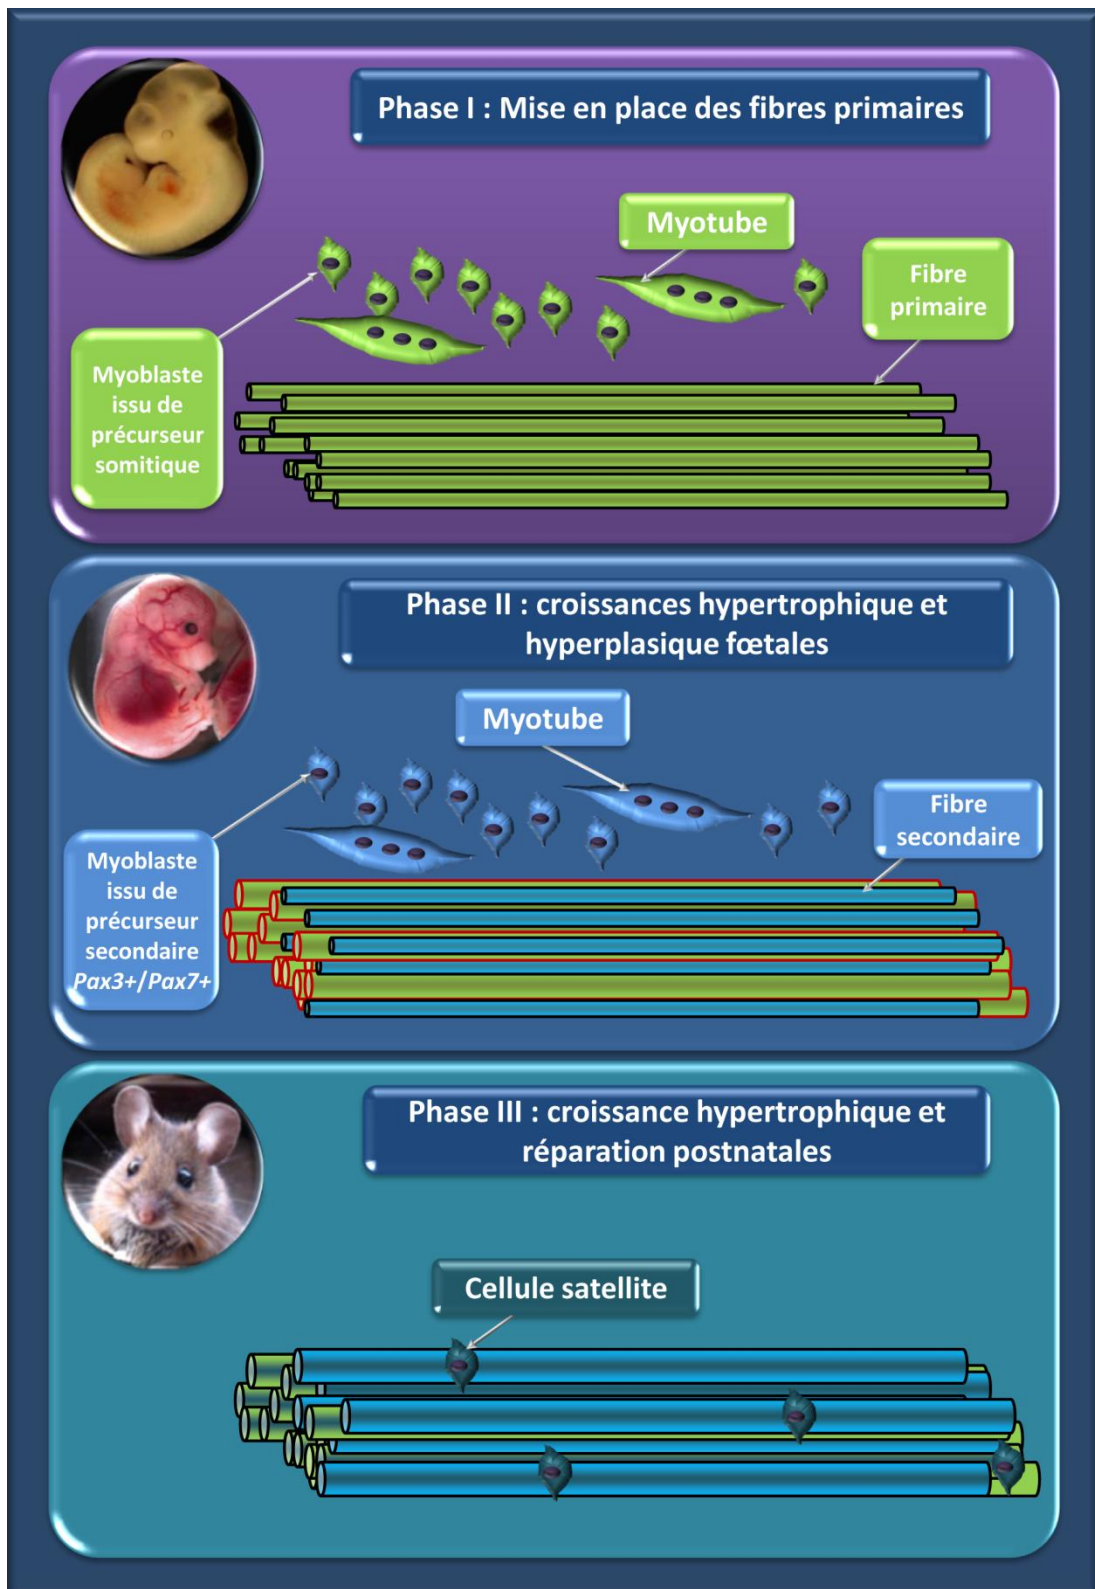 Phase I : Mise en place des fibres primaires
Myotube
Fibre
primaire
Myoblaste
issu de
précurseur
somitique
Phase II : croissances hypertrophique et
hyperplasique fœtales
Myotube
Fibre
secondaire
Myoblaste
issu de
précurseur
secondaire
Pax3+/Pax7+
Phase III : croissance hypertrophique et
réparation postnatales
Cellule satellite